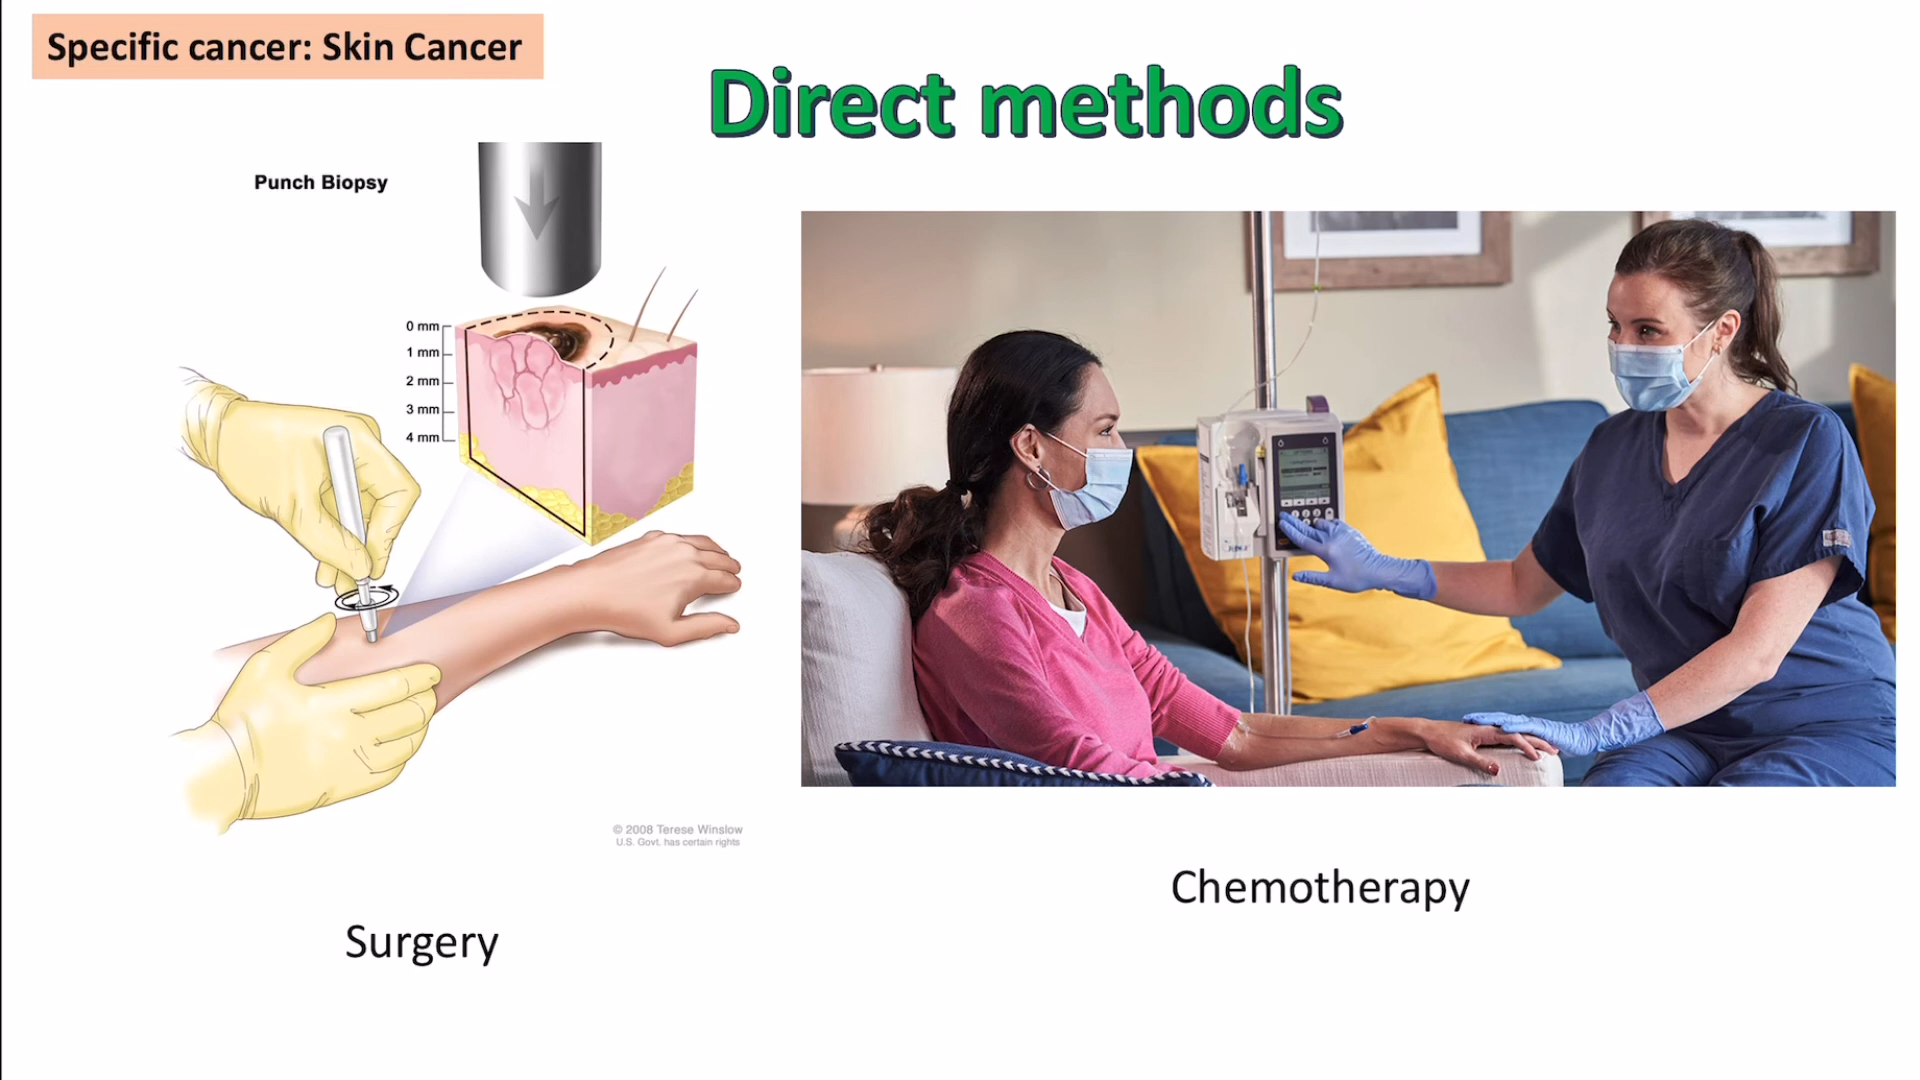 Specific cancer: Skin Cancer
Direct methods
Punch Biopsy
0 mm
1 mm
2 mm
3 mm
4 mm
© 2008 Terese Winslow
U.S. Govt. has certain rights
Surgery
Chemotherapy